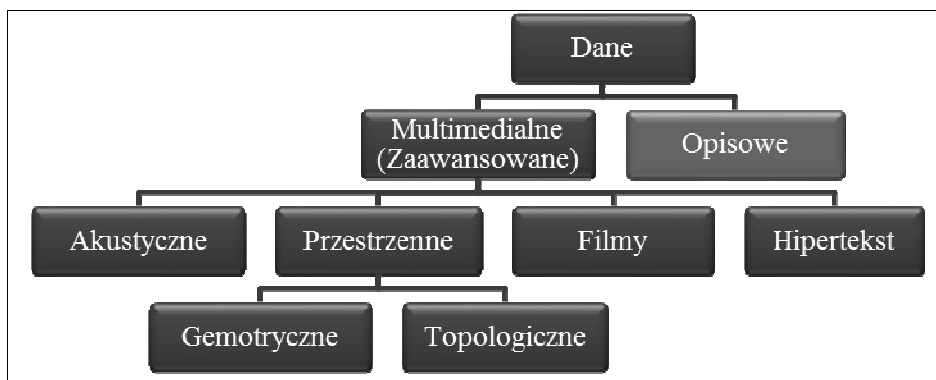 Dane
Multimedialne
(Zaawansowane)
Opisowe
Akustyczne
Przestrzenne
Filmy
Hipertekst
Gemotryczne
Topologiczne